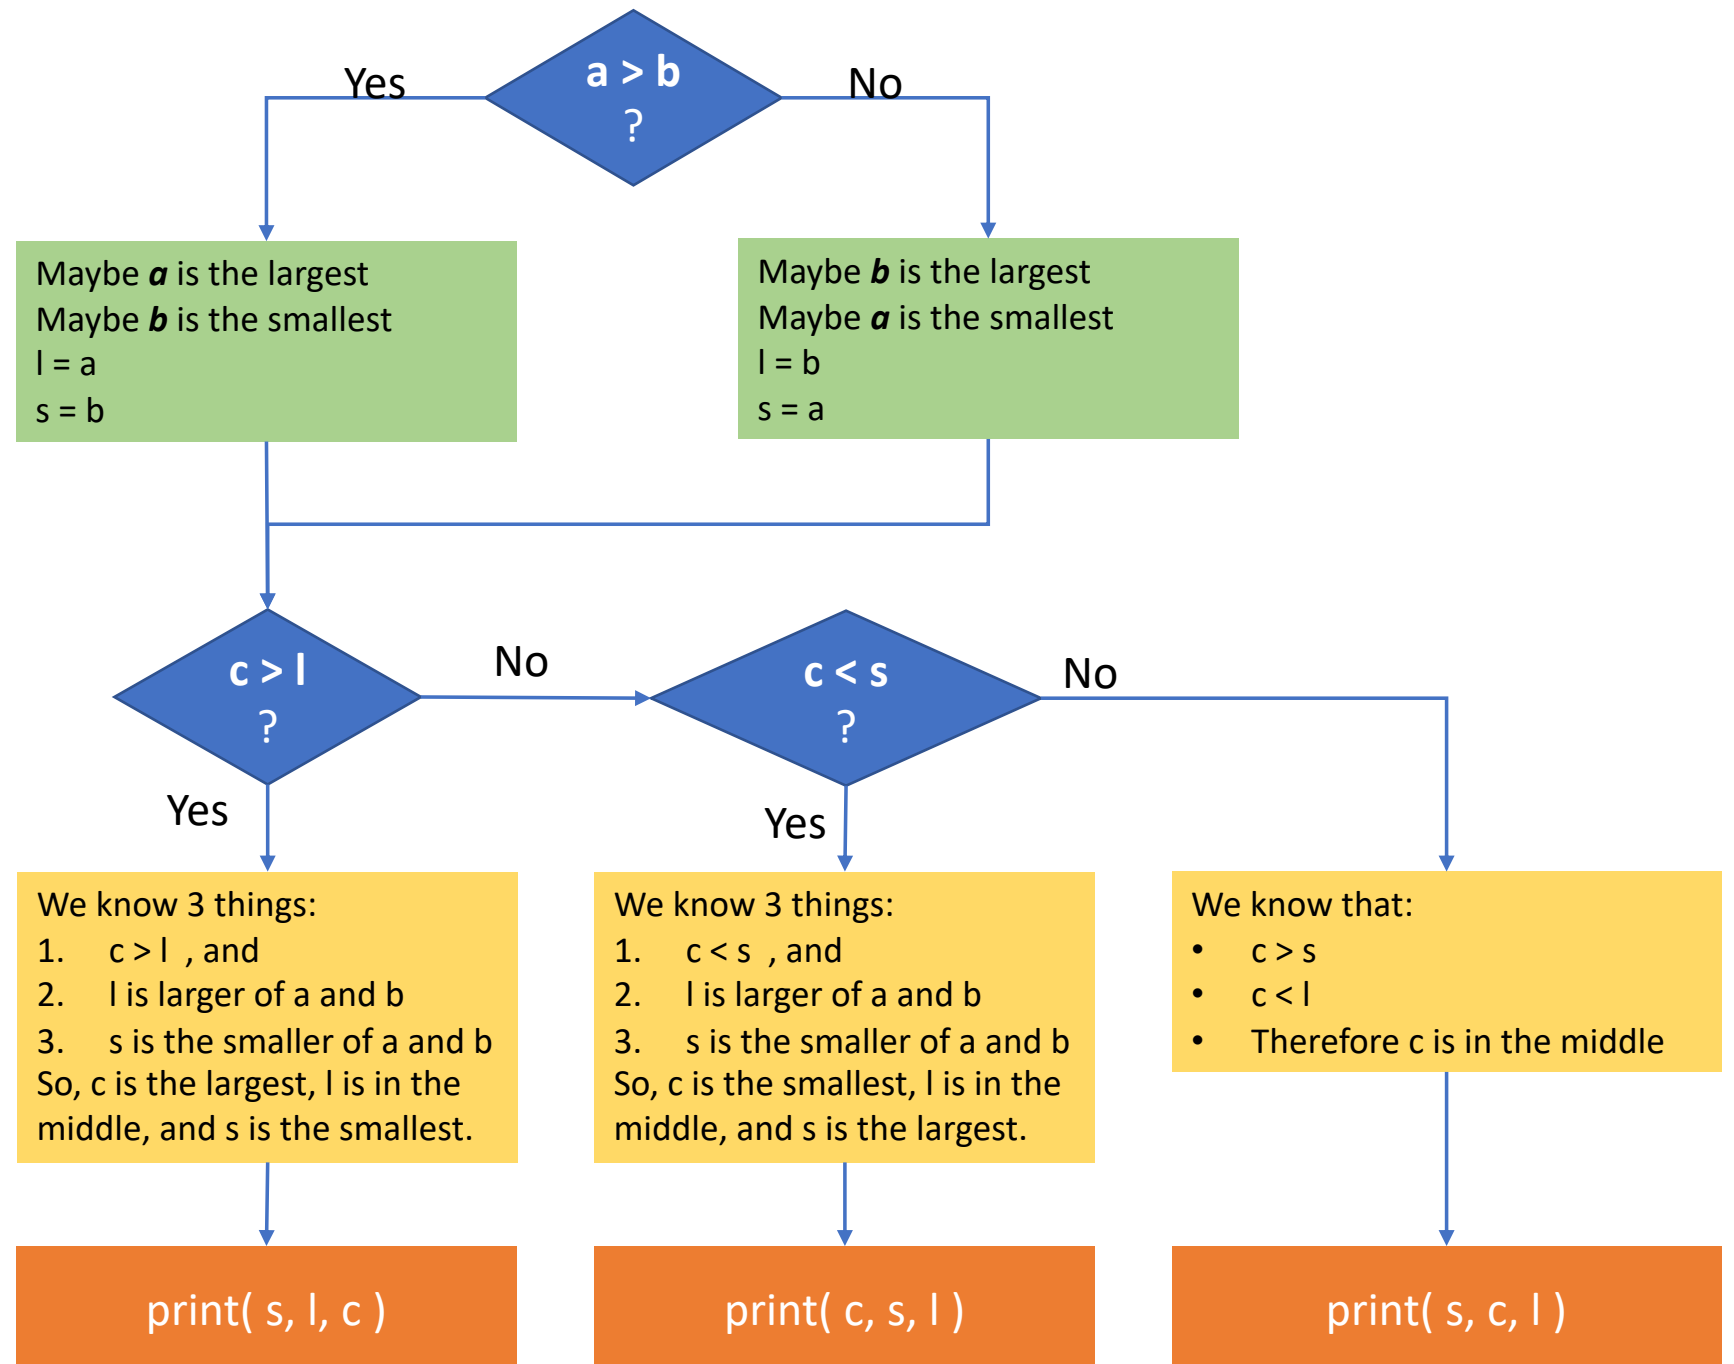 a > b
?
Yes
No
Maybe a is the largest
Maybe b is the smallest
l = a
s = b
Maybe b is the largest
Maybe a is the smallest
l = b
s = a
c > l
?
No
c < s
?
No
Yes
Yes
We know 3 things:
1. c > l , and
2. l is larger of a and b
3. s is the smaller of a and b
So, c is the largest, l is in the
middle, and s is the smallest.
We know 3 things:
1. c < s , and
2. l is larger of a and b
3. s is the smaller of a and b
So, c is the smallest, l is in the
middle, and s is the largest.
We know that:
• c > s
• c < l
• Therefore c is in the middle
print( s, l, c )
print( c, s, l )
print( s, c, l )